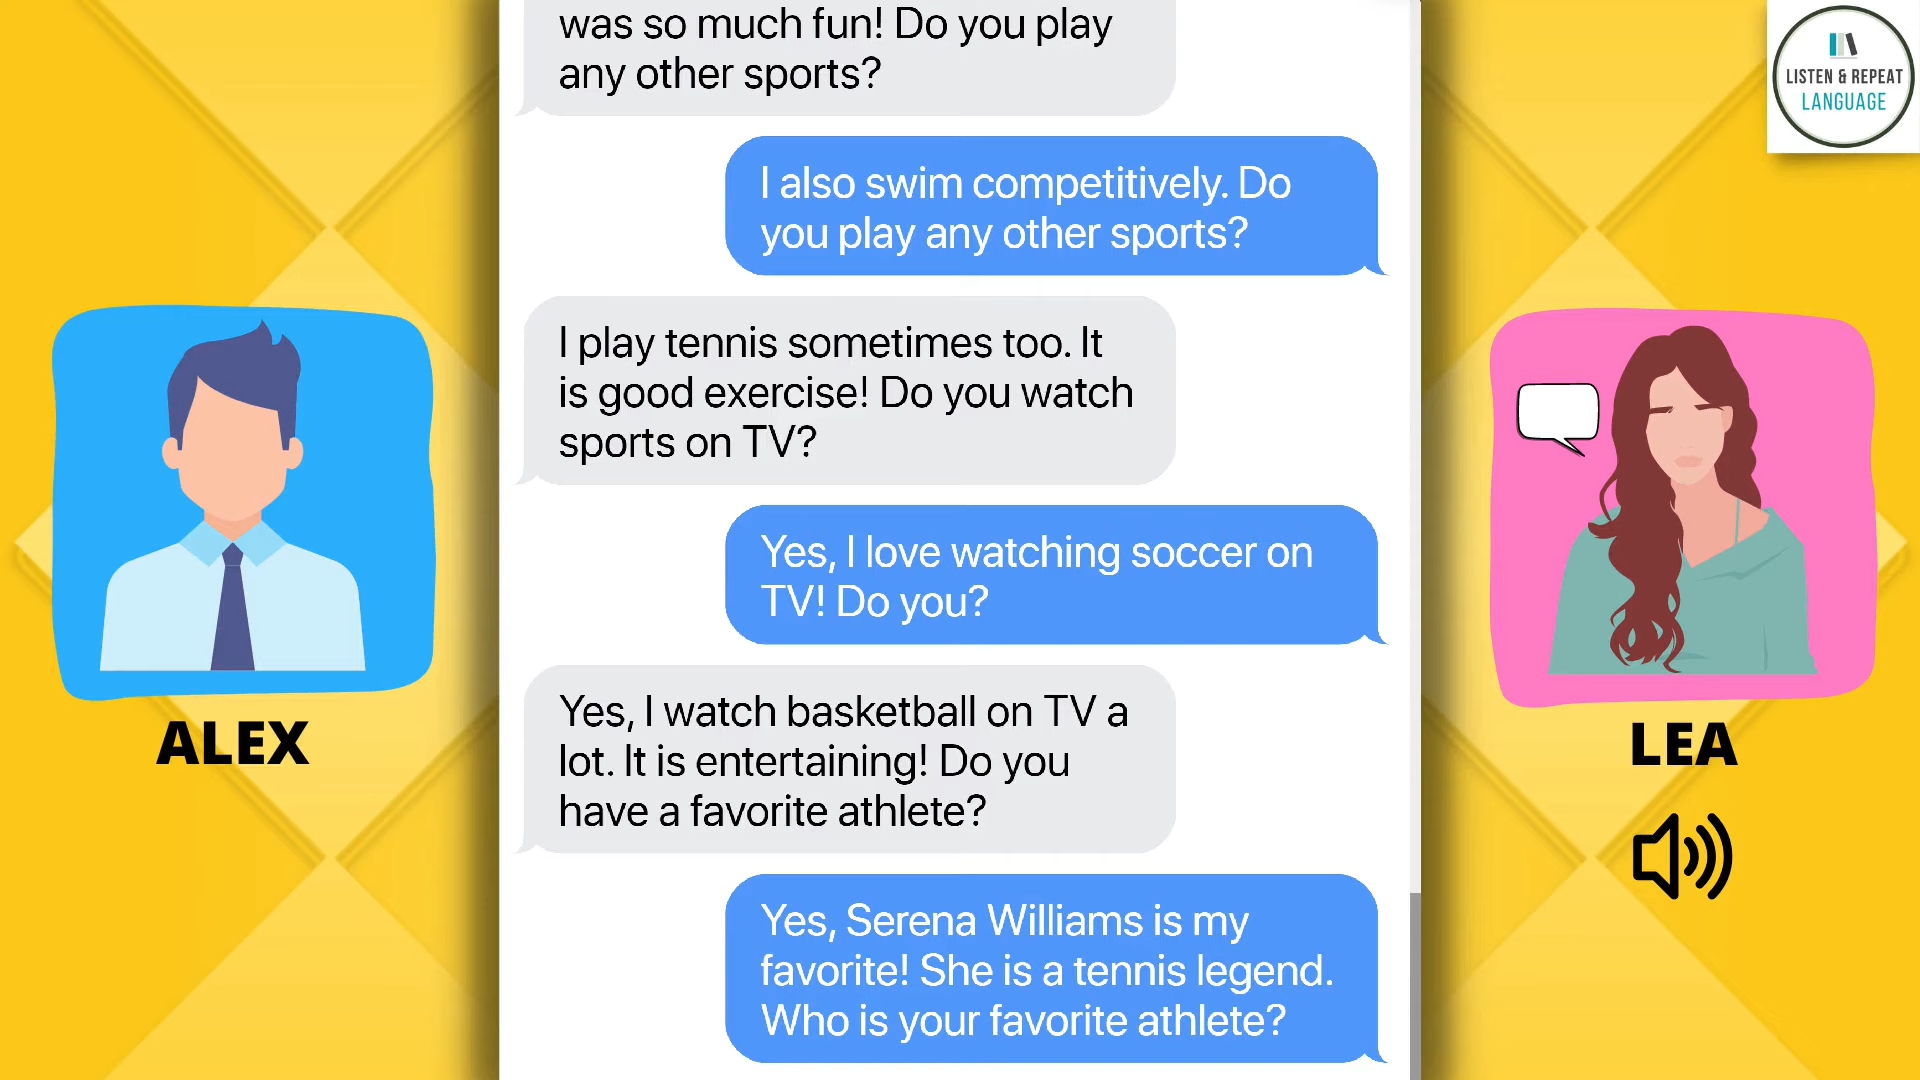 was so much fun! Do you play
any other sports?
I also swim competitively. Do
you play any other sports?
I play tennis sometimes too. It
is good exercise! Do you watch
sports on TV?
Yes, I love watching soccer on
TV! Do you?
Yes, I watch basketball on TV a
lot. It is entertaining! Do you
have a favorite athlete?
Yes, Serena Williams is my
favorite! She is a tennis legend.
Who is your favorite athlete?
ALEX
LEA
LISTEN & REPEAT
LANGUAGE